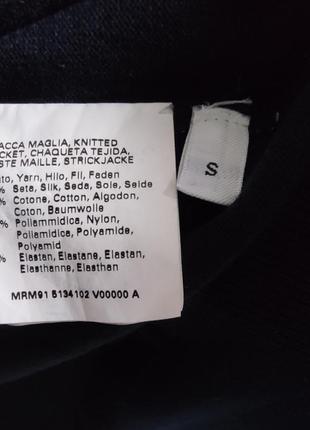 ACCA MAGLIA, KNITTED
CKET, CHAQUETA TEJIDA,
STE MAILLE, STRICKJACKE
to, Yarn, Hilo, Fil, Faden
% Seta, Silk, Seda, Soie, Seide
% Cotone, Cotton, Algodon,
Coton, Baumwolle
% Poliammidica, Nylon,
Poliamidica, Polyamide,
Polyamid
% Elastan, Elastane, Elastan,
Elasthanne, Elasthan
MRM91 5134102 V00000 A
S